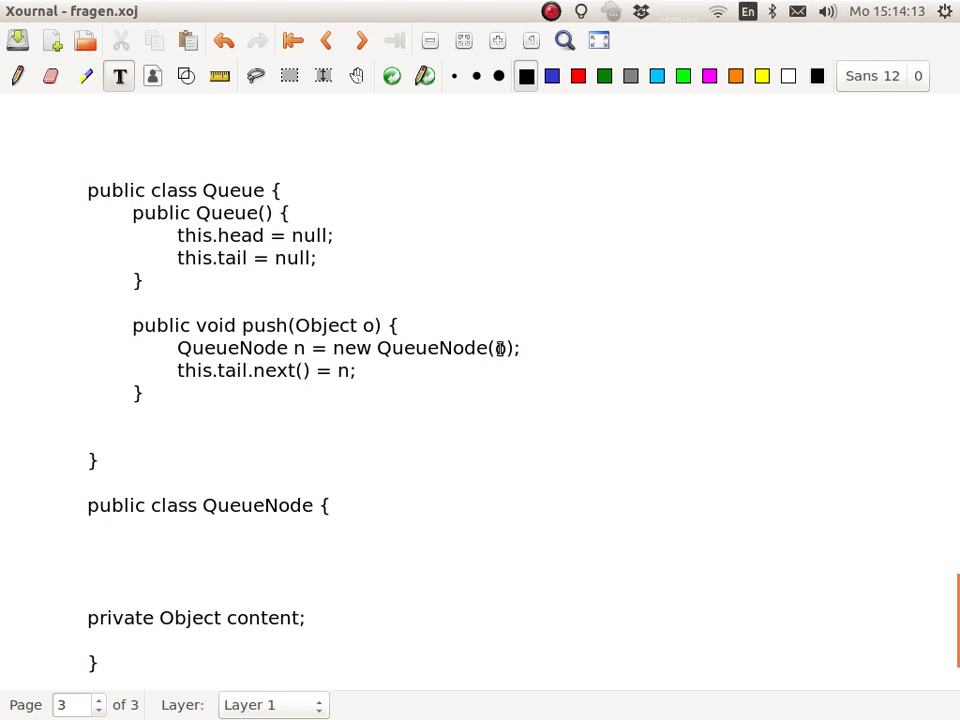 Xournal - fragen.xoj
En
Mo 15:14:13
T
Sans 12
0
public class Queue {
public Queue() {
this.head = null;
this.tail = null;
}
public void push(Object o) {
QueueNode n = new QueueNode(o);
this.tail.next() = n;
}
}
public class QueueNode {
private Object content;
}
Page
3
of 3
Layer:
Layer 1